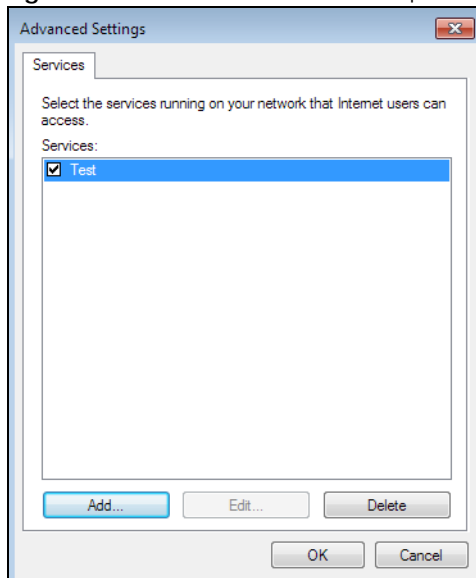 Advanced Settings
Services
Select the services running on your network that Internet users can
access.
Services:
Test
Add...
Edit...
Delete
OK
Cancel